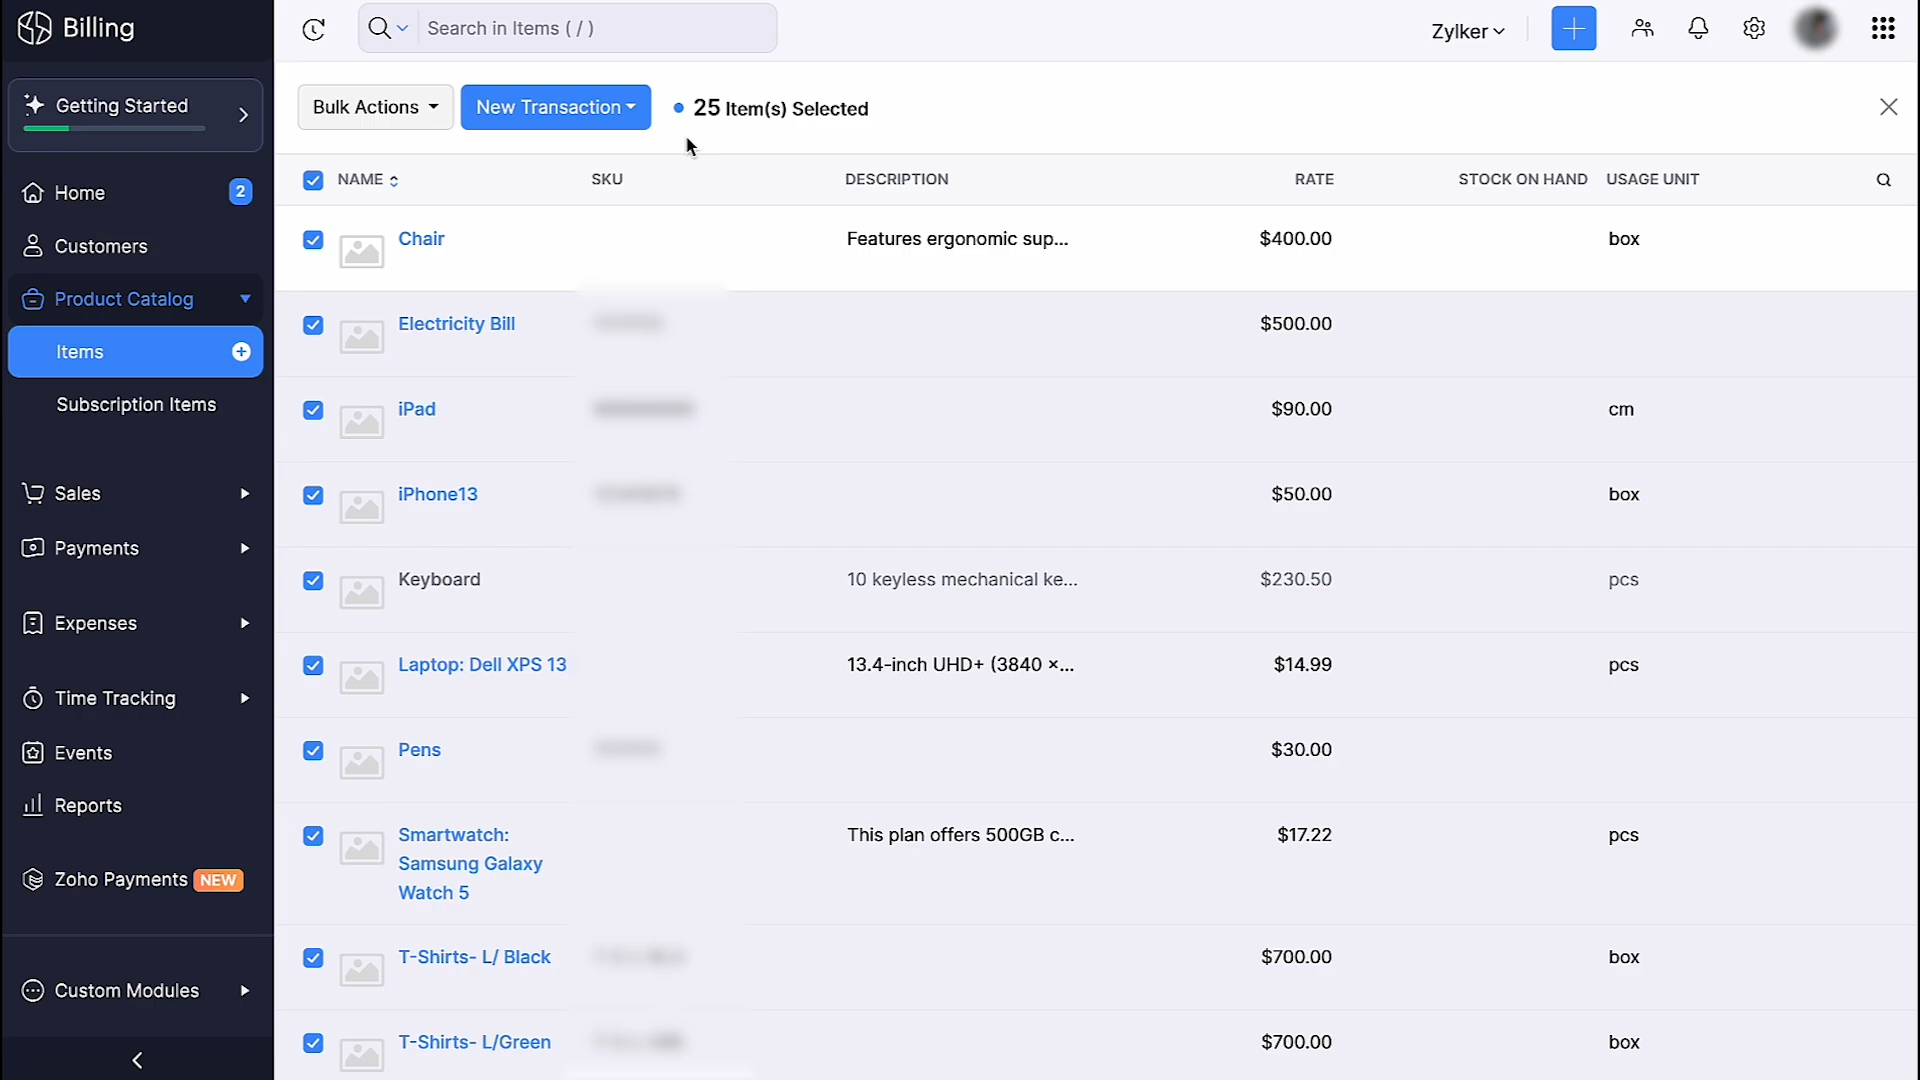 Billing
Search in Items ( / )
Zylker
Getting Started
Bulk Actions
New Transaction
25 Item(s) Selected
Home
2
Customers
Product Catalog
Items
Subscription Items
Sales
Payments
Expenses
Time Tracking
Events
Reports
Zoho Payments NEW
Custom Modules
NAME SKU DESCRIPTION RATE STOCK ON HAND USAGE UNIT
Chair Features ergonomic sup... $400.00 box
Electricity Bill $500.00
iPad $90.00 cm
iPhone13 $50.00 box
Keyboard 10 keyless mechanical ke... $230.50 pcs
Laptop: Dell XPS 13 13.4-inch UHD+ (3840 ×... $14.99 pcs
Pens $30.00
Smartwatch: This plan offers 500GB c... $17.22 pcs
Samsung Galaxy
Watch 5
T-Shirts- L/ Black $700.00 box
T-Shirts- L/Green $700.00 box